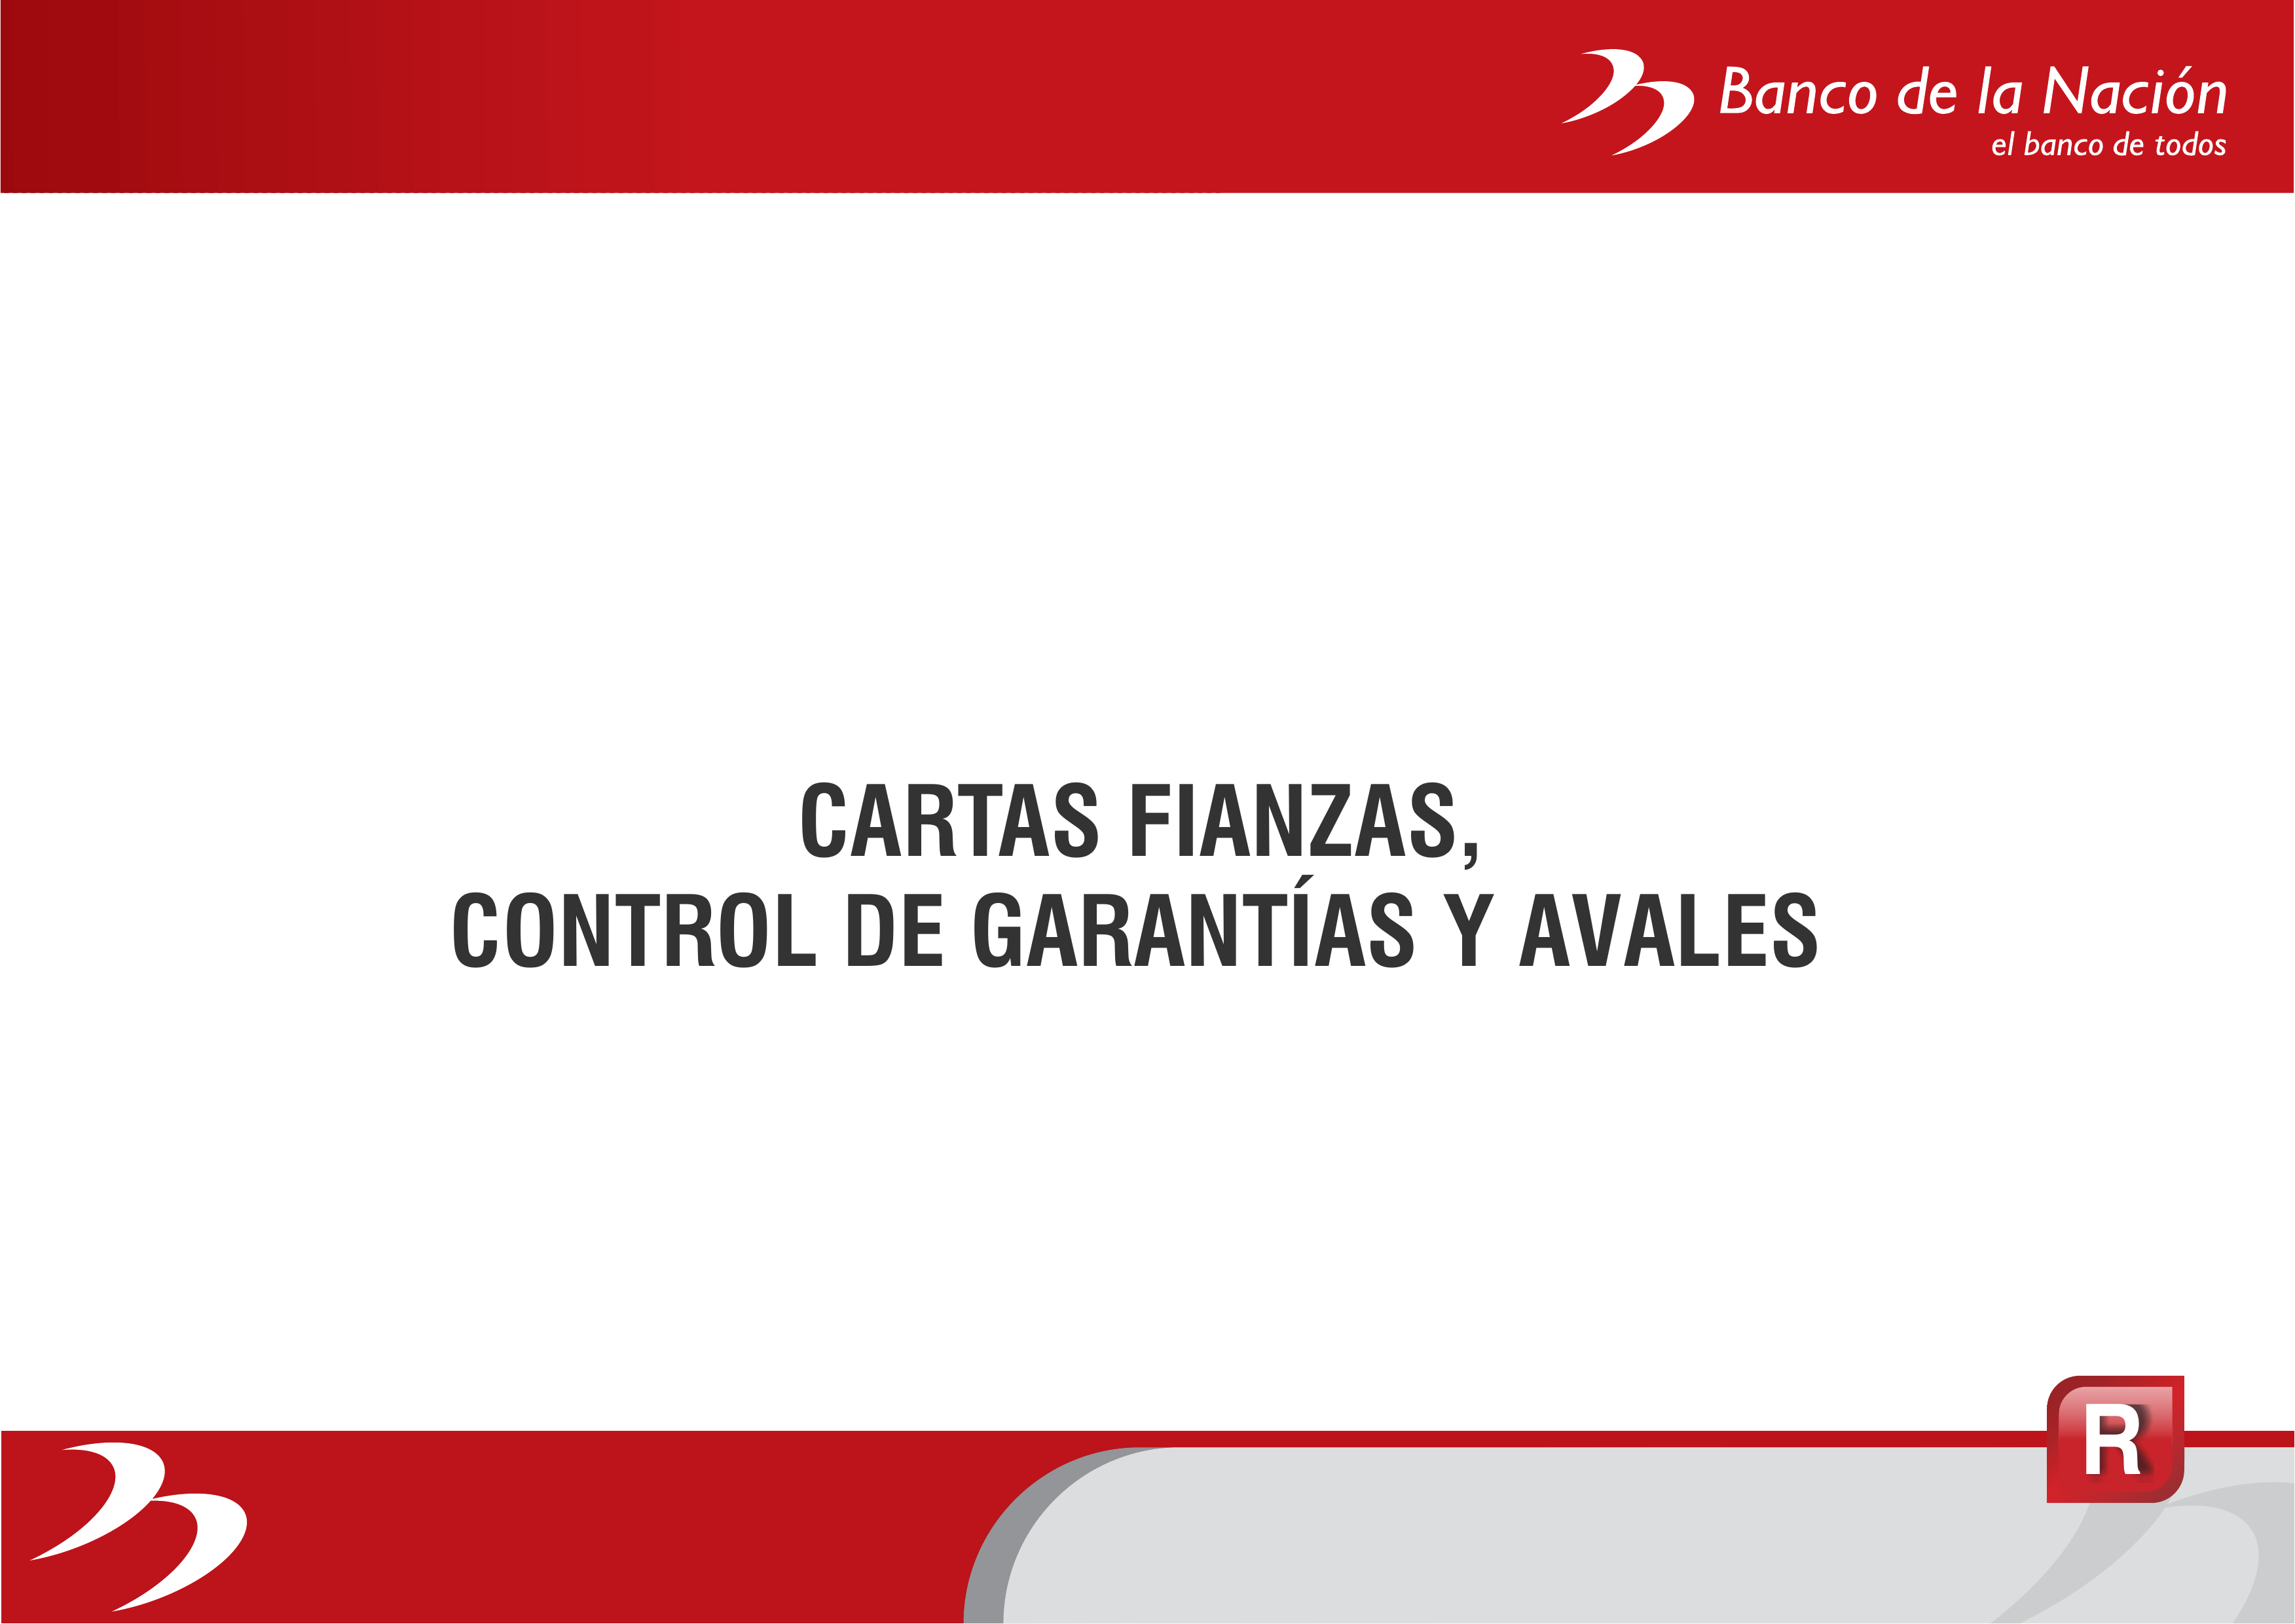 Banco de la Nación
el banco de todos
CARTAS FIANZAS,
CONTROL DE GARANTÍAS Y AVALES
R